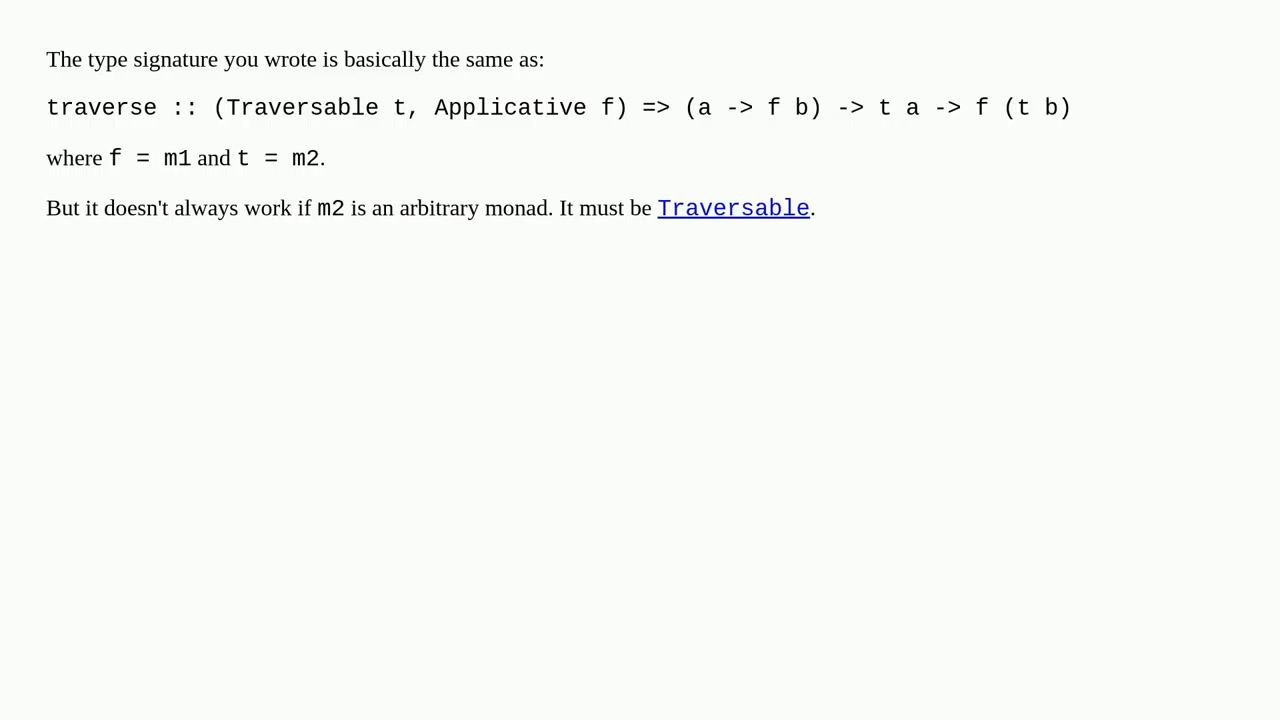 The type signature you wrote is basically the same as:
traverse :: (Traversable t, Applicative f) => (a -> f b) -> t a -> f (t b)
where f = m1 and t = m2.
But it doesn't always work if m2 is an arbitrary monad. It must be Traversable.